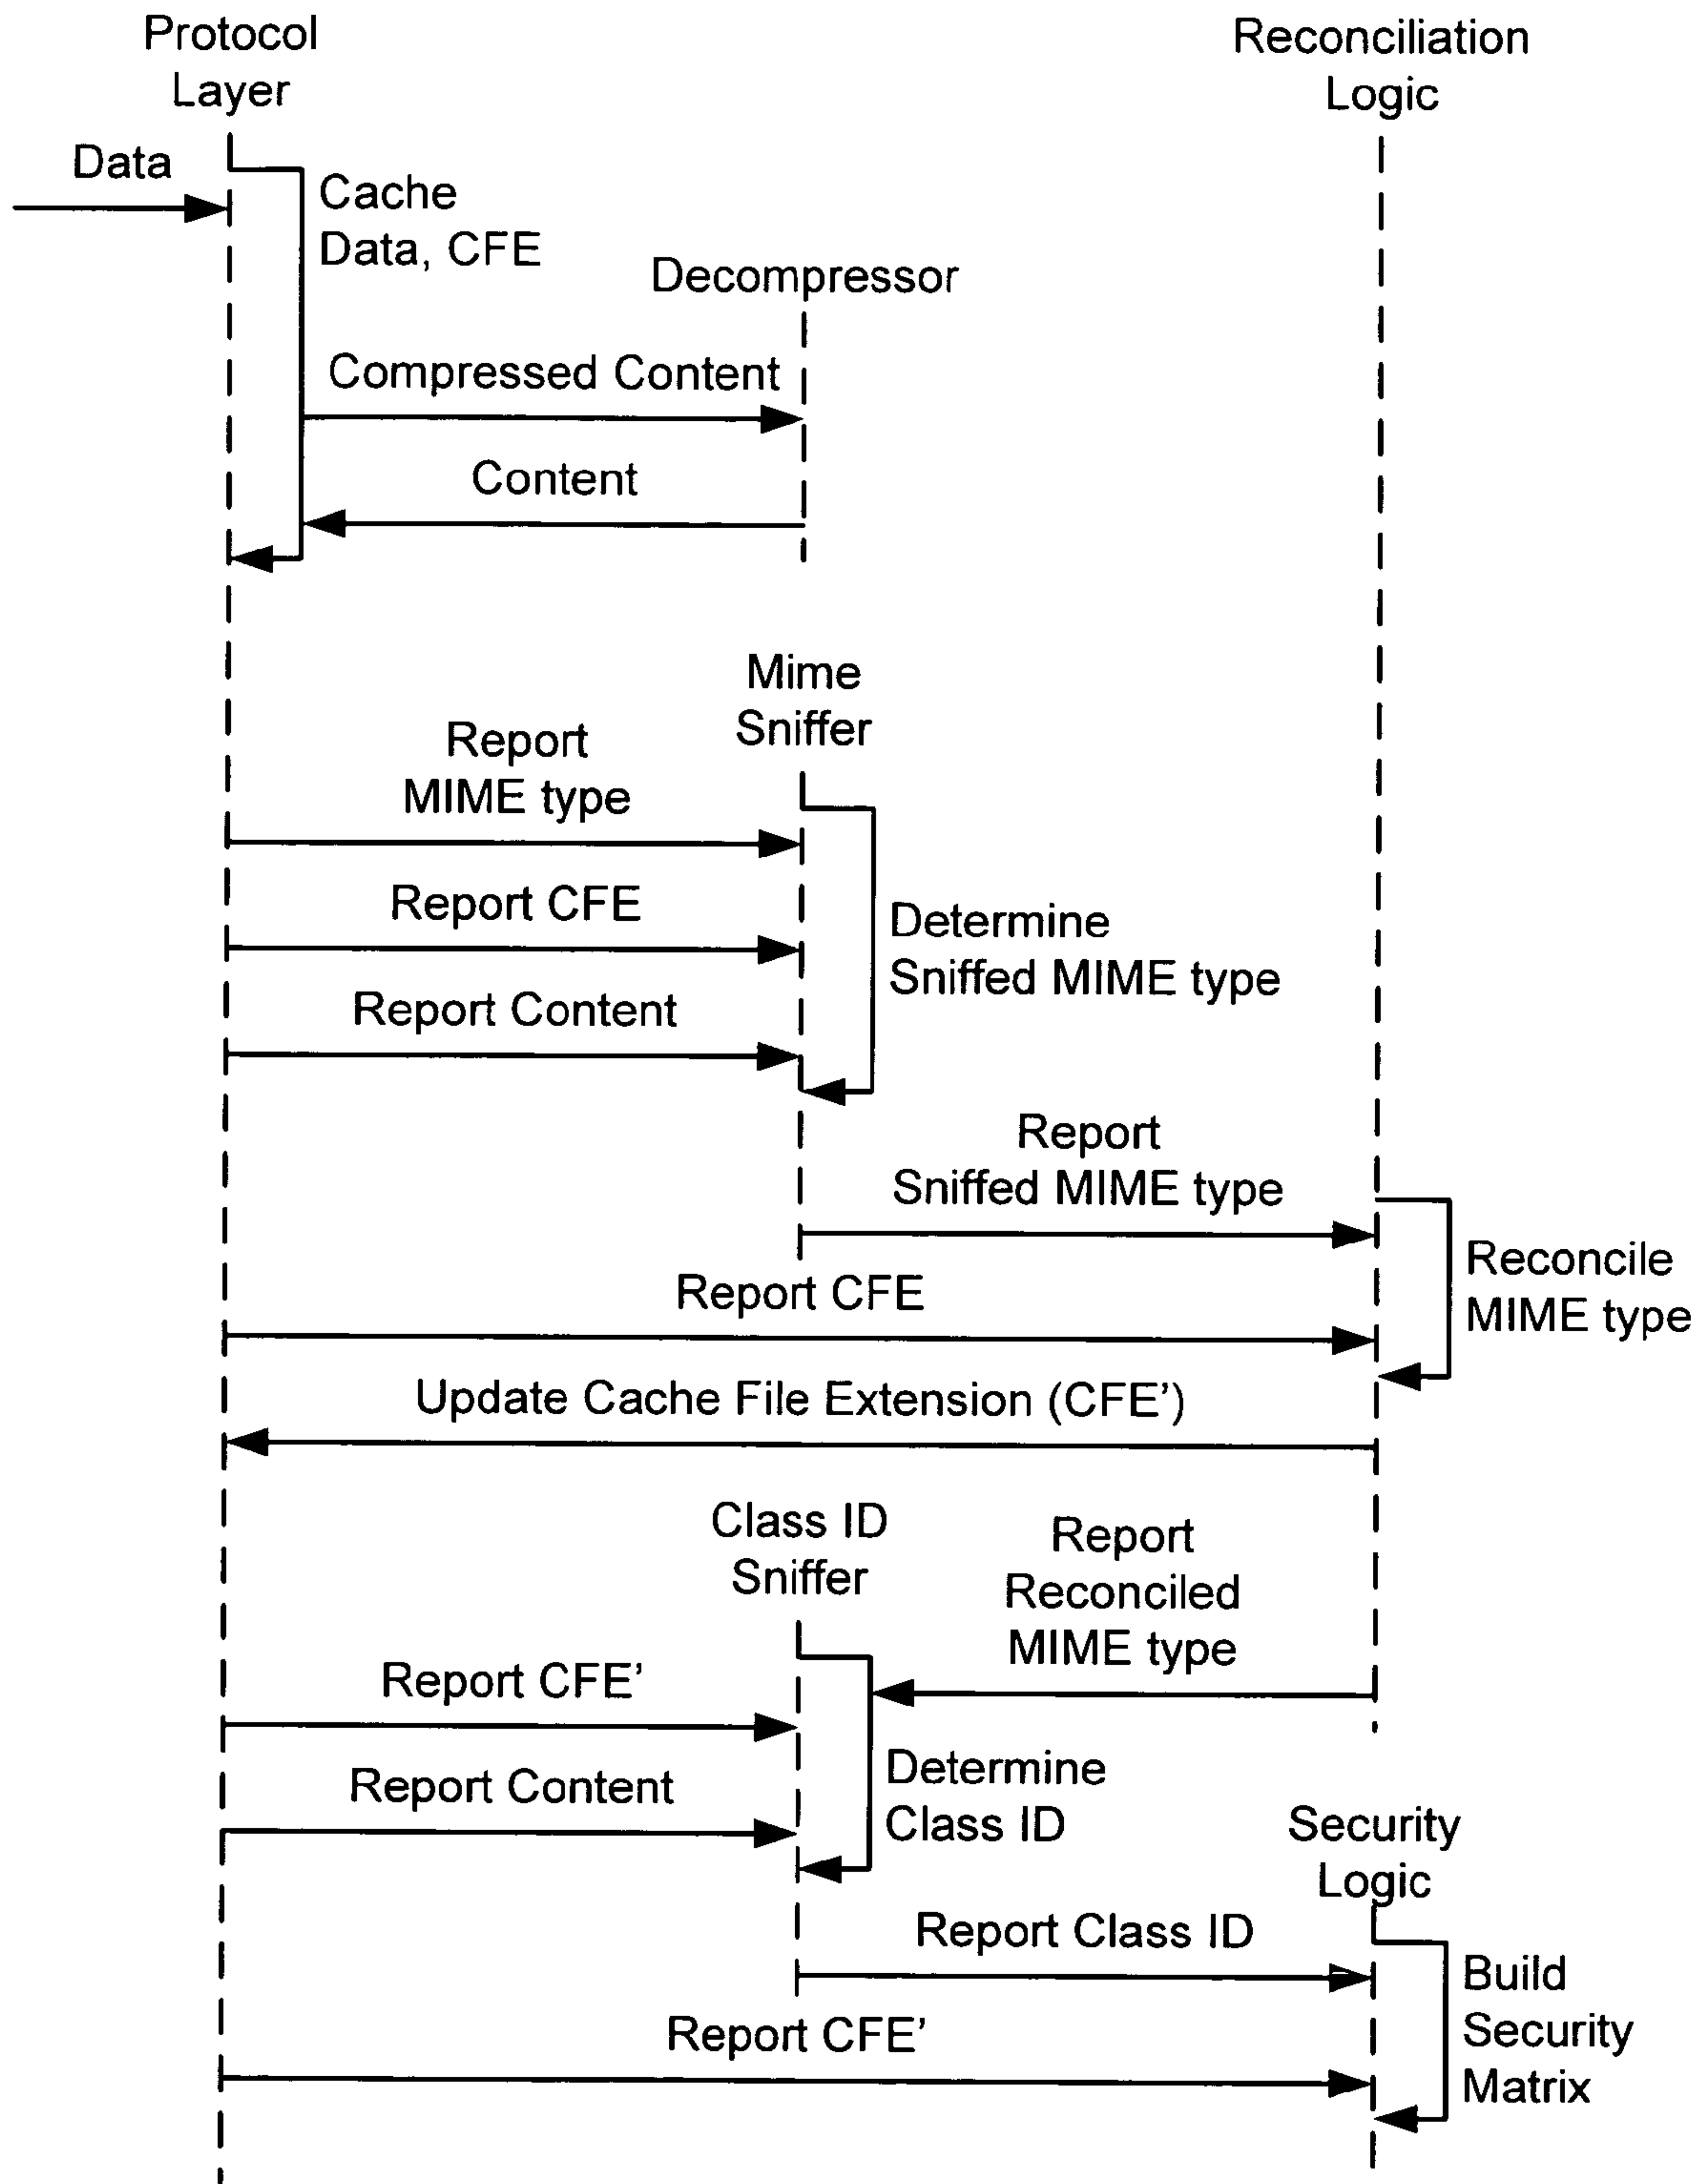 Protocol
Layer
Reconciliation
Logic
Data
Cache
Data, CFE
Decompressor
Compressed Content
Content
Mime
Sniffer
Report
MIME type
Report CFE
Determine
Sniffed MIME type
Report Content
Report
Sniffed MIME type
Reconcile
MIME type
Report CFE
Update Cache File Extension (CFE')
Class ID
Sniffer
Report
Reconciled
MIME type
Report CFE'
Report Content
Determine
Class ID
Security
Logic
Report Class ID
Build
Security
Matrix
Report CFE'